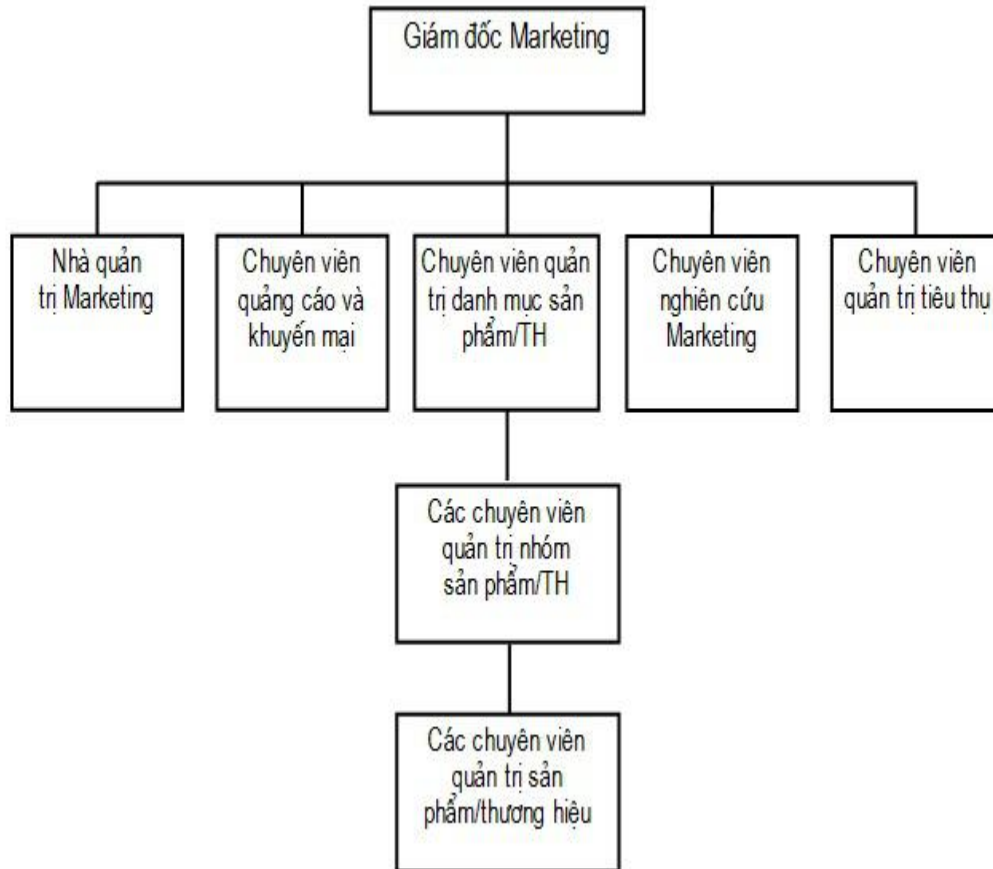 Giám đốc Marketing
Nhà quản
trị Marketing
Chuyên viên
quảng cáo và
khuyến mại
Chuyên viên quản
trị danh mục sản
phẩm/TH
Chuyên viên
nghiên cứu
Marketing
Chuyên viên
quản trị tiêu thụ
Các chuyên viên
quản trị nhóm
sản phẩm/TH
Các chuyên viên
quản trị sản
phẩm/thương hiệu